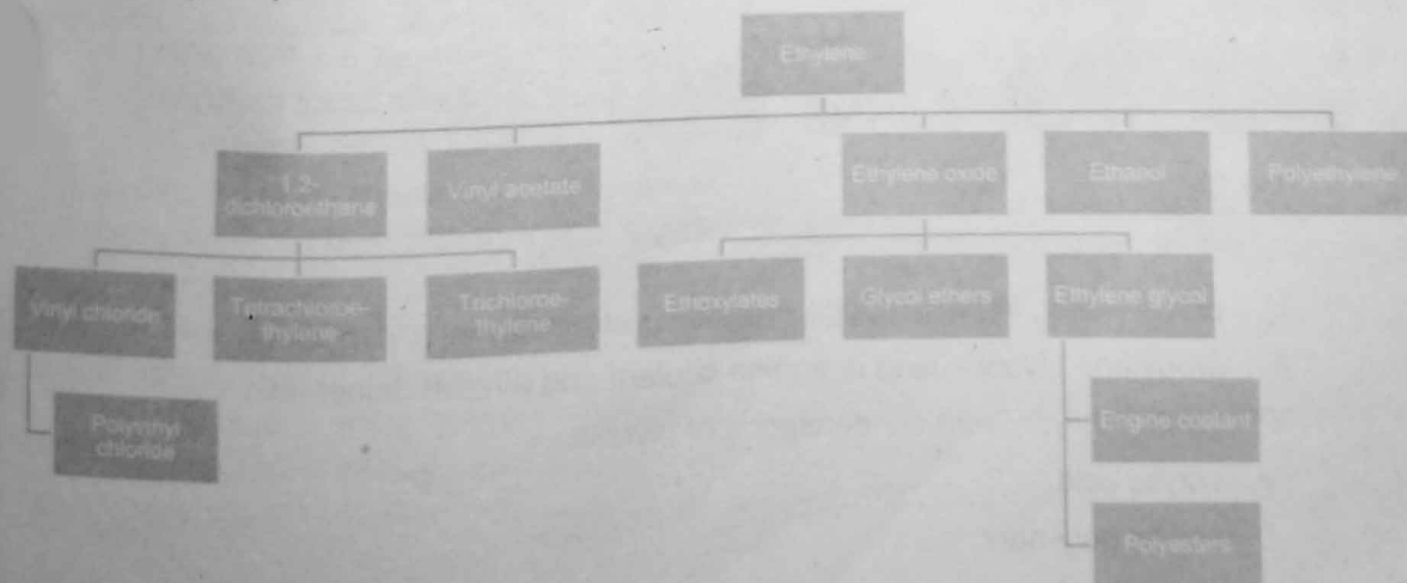 Ethylene
1,2-
dichloroethane
Vinyl acetate
Ethylene oxide
Ethanol
Polyethylene
Vinyl chloride
Tetrachloroe-
thylene
Trichloroe-
thylene
Ethoxylates
Glycol ethers
Ethylene glycol
Polyvinyl
chloride
Engine coolant
Polyesters